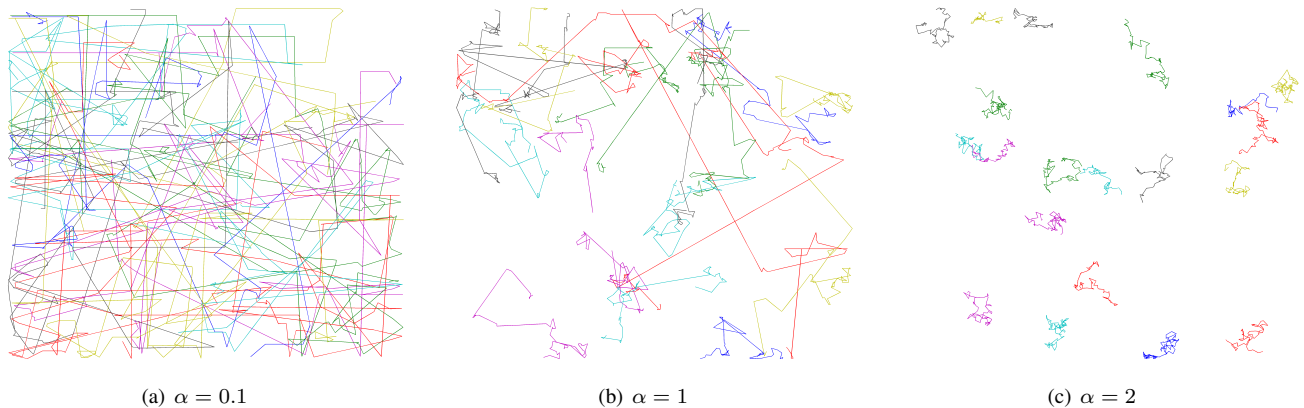 (a) α = 0.1
(b) α = 1
(c) α = 2